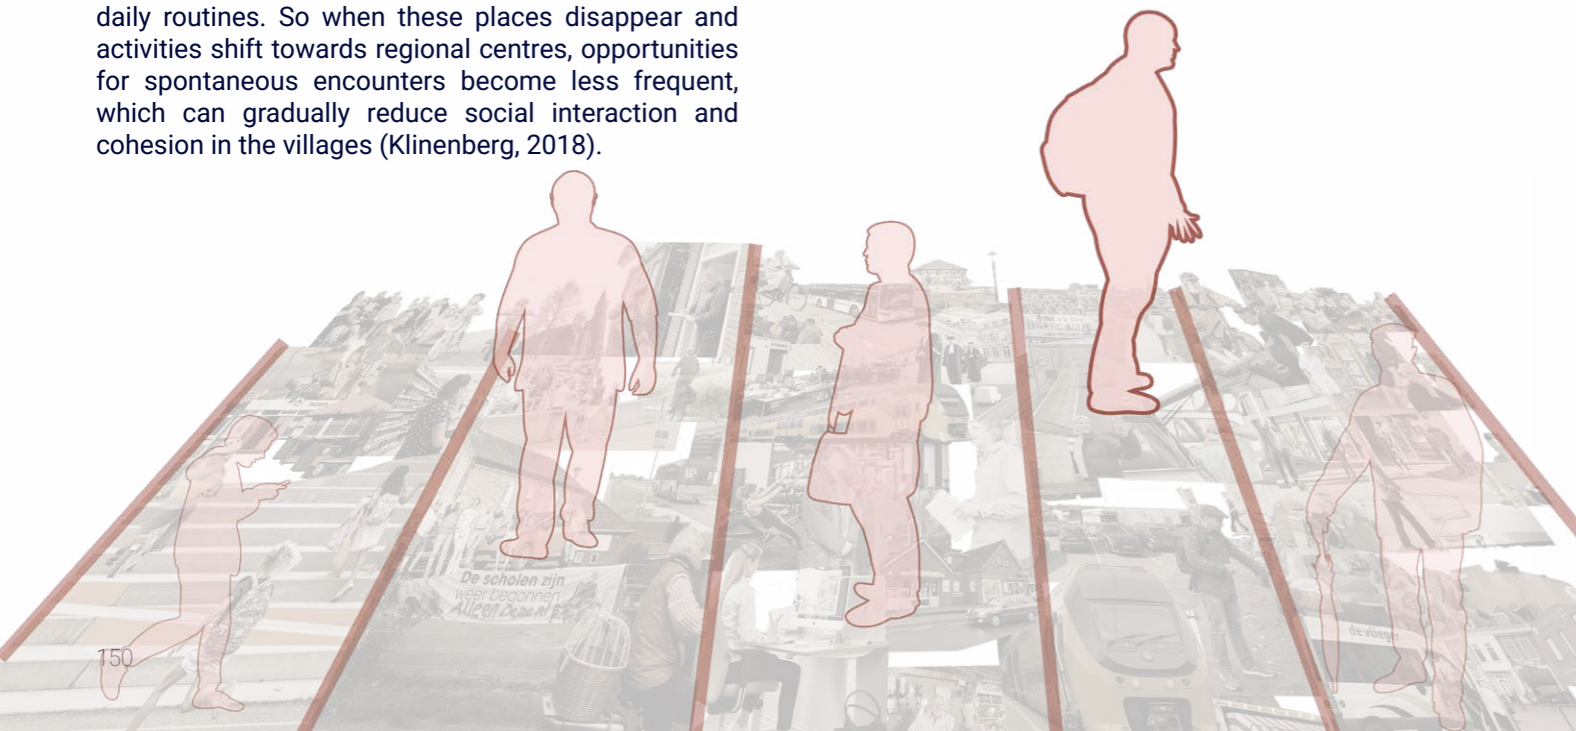 daily routines. So when these places disappear and
activities shift towards regional centres, opportunities
for spontaneous encounters become less frequent,
which can gradually reduce social interaction and
cohesion in the villages (Klinenberg, 2018).
De scholen zijn
weer begonnen
de vlieger
150